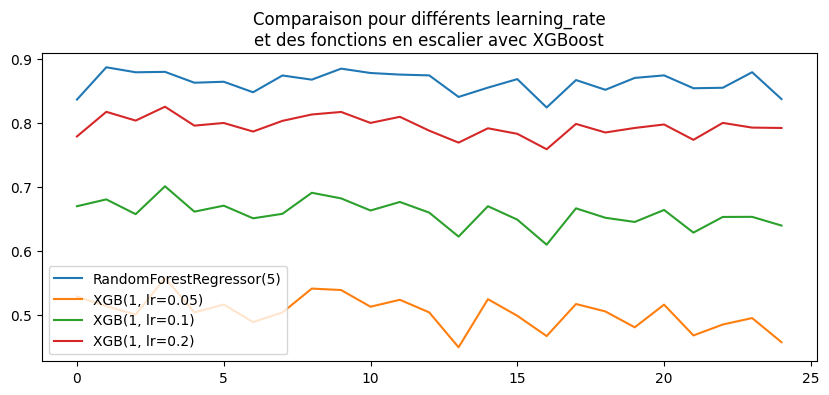 Comparaison pour différents learning_rate
et des fonctions en escalier avec XGBoost
0.9
0.8
0.7
0.6
0.5
RandomForestRegressor(5)
XGB(1, lr=0.05)
XGB(1, lr=0.1)
XGB(1, lr=0.2)
0 5 10 15 20 25